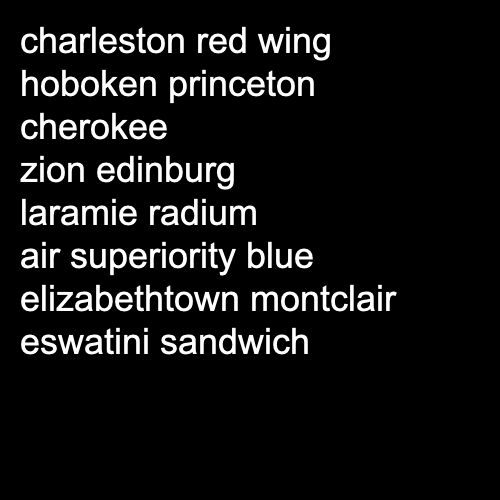 charleston red wing
hoboken princeton
cherokee
zion edinburg
laramie radium
air superiority blue
elizabethtown montclair
eswatini sandwich